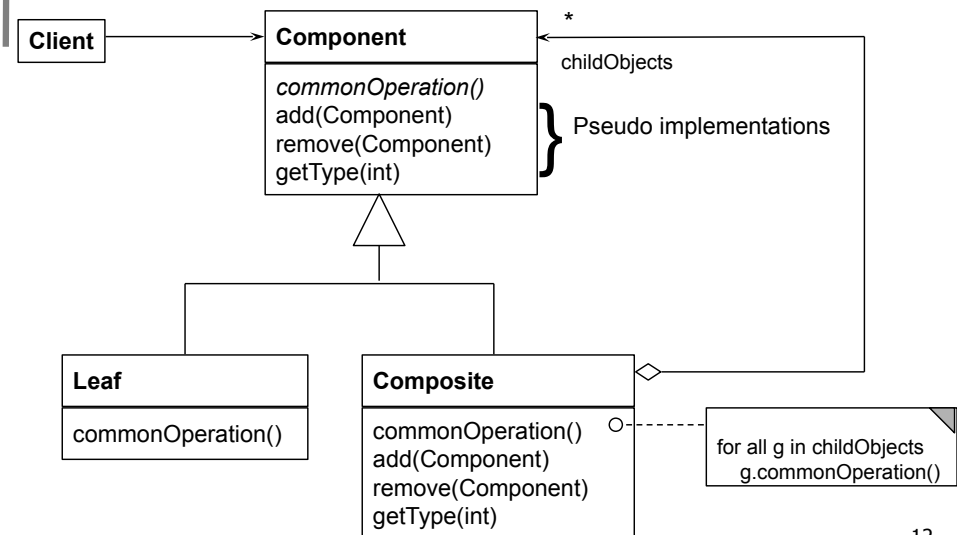 Client
Component
*
childObjects
commonOperation()
add(Component)
remove(Component)
getType(int)
}
Pseudo implementations
Leaf
commonOperation()
Composite
commonOperation()
add(Component)
remove(Component)
getType(int)
for all g in childObjects
g.commonOperation()